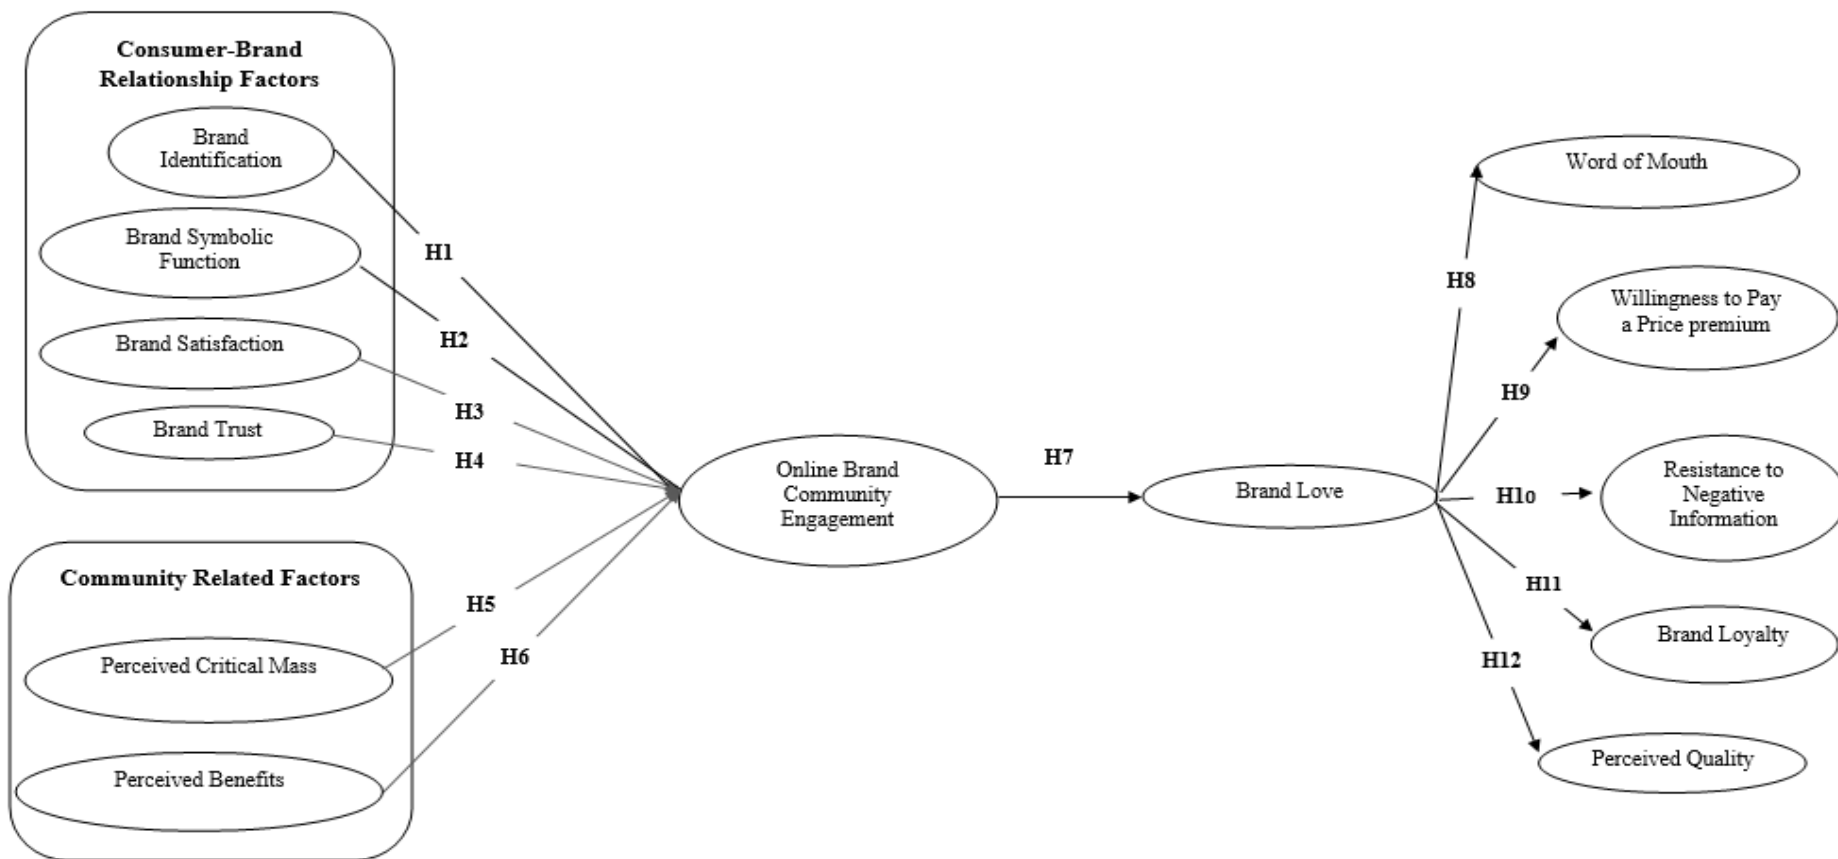 Consumer-Brand
Relationship Factors
Brand
Identification
Brand Symbolic
Function
Brand Satisfaction
Brand Trust
Community Related Factors
Perceived Critical Mass
Perceived Benefits
H1
H2
H3
H4
H5
H6
Online Brand
Community
Engagement
H7
Brand Love
H8
H9
H1o
H11
H12
Word of Mouth
Willingness to Pay
a Price premium
Resistance to
Negative
Information
Brand Loyalty
Perceived Quality